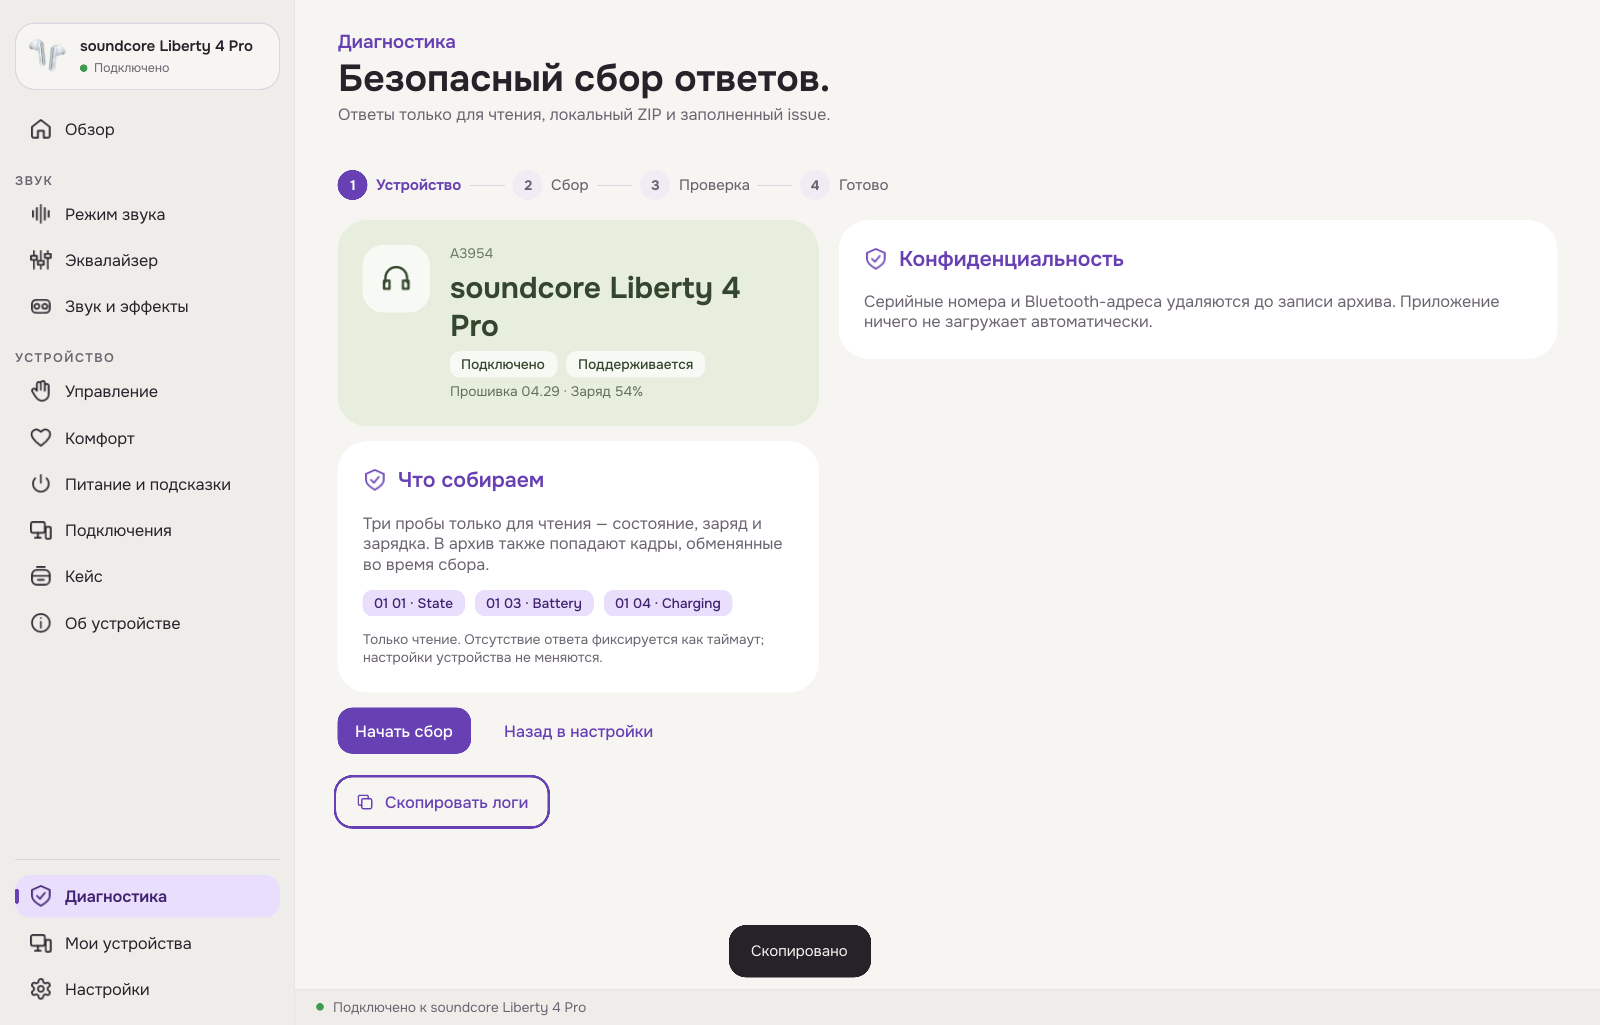 soundcore Liberty 4 Pro
Подключено
Обзор
ЗВУК
Режим звука
Эквалайзер
Звук и эффекты
УСТРОЙСТВО
Управление
Комфорт
Питание и подсказки
Подключения
Кейс
Об устройстве
Диагностика
Мои устройства
Настройки
Диагностика
Безопасный сбор ответов.
Ответы только для чтения, локальный ZIP и заполненный issue.
1 Устройство 2 Сбор 3 Проверка 4 Готово
A3954
soundcore Liberty 4
Pro
Подключено Поддерживается
Прошивка 04.29 · Заряд 54%
Что собираем
Три пробы только для чтения — состояние, заряд и
зарядка. В архив также попадают кадры, обменянные
во время сбора.
01 01 · State 01 03 · Battery 01 04 · Charging
Только чтение. Отсутствие ответа фиксируется как таймаут;
настройки устройства не меняются.
Начать сбор Назад в настройки
Скопировать логи
Конфиденциальность
Серийные номера и Bluetooth-адреса удаляются до записи архива. Приложение
ничего не загружает автоматически.
Скопировано
Подключено к soundcore Liberty 4 Pro